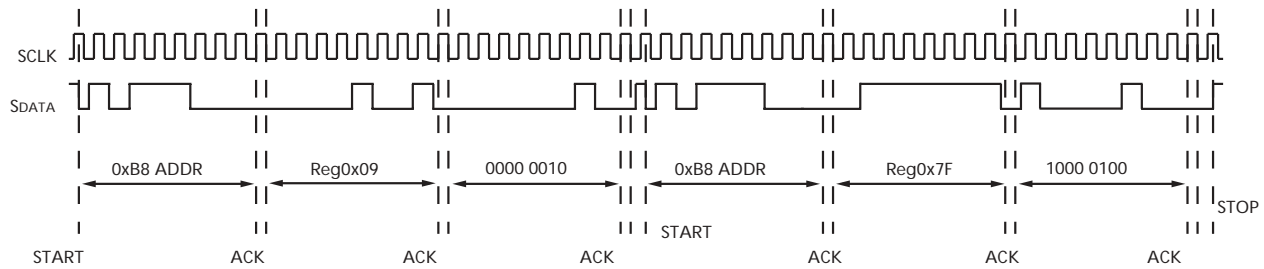 SCLK
SDATA
0xB8 ADDR
Reg0x09
0000 0010
0xB8 ADDR
Reg0x7F
1000 0100
STOP
START
START
ACK
ACK
ACK
ACK
ACK
ACK